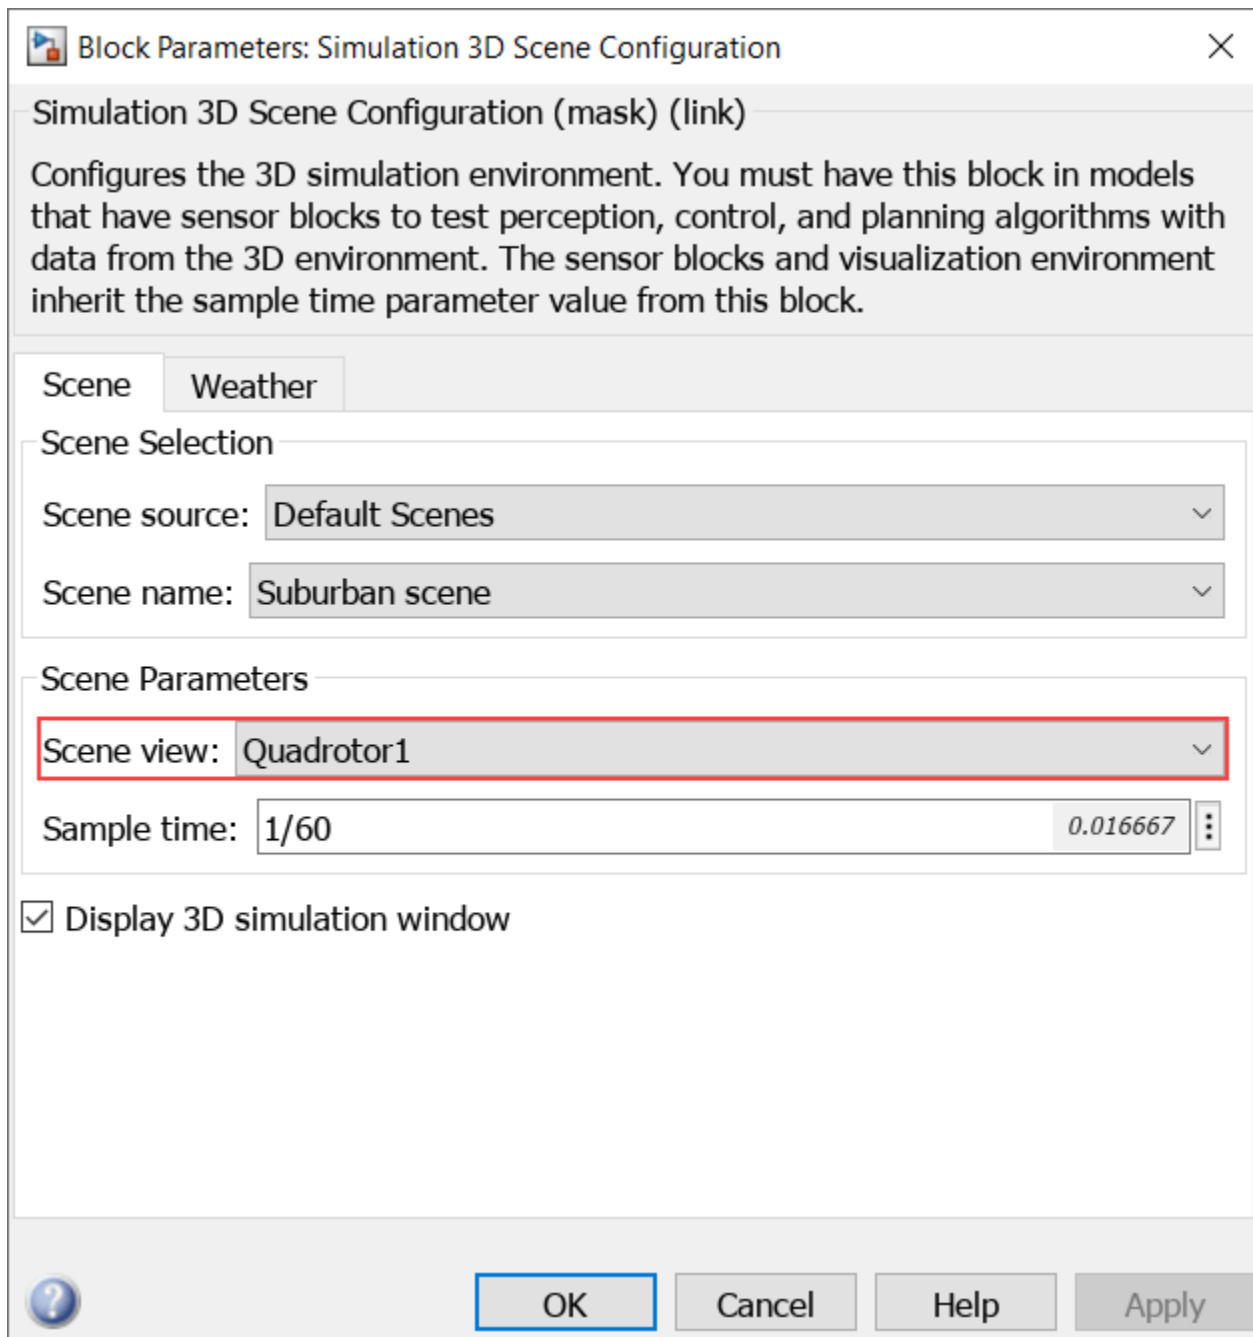 Block Parameters: Simulation 3D Scene Configuration
Simulation 3D Scene Configuration (mask) (link)
Configures the 3D simulation environment. You must have this block in models
that have sensor blocks to test perception, control, and planning algorithms with
data from the 3D environment. The sensor blocks and visualization environment
inherit the sample time parameter value from this block.
Scene Weather
Scene Selection
Scene source: Default Scenes
Scene name: Suburban scene
Scene Parameters
Scene view: Quadrotor1
Sample time: 1/60 0.016667
Display 3D simulation window
? OK Cancel Help Apply